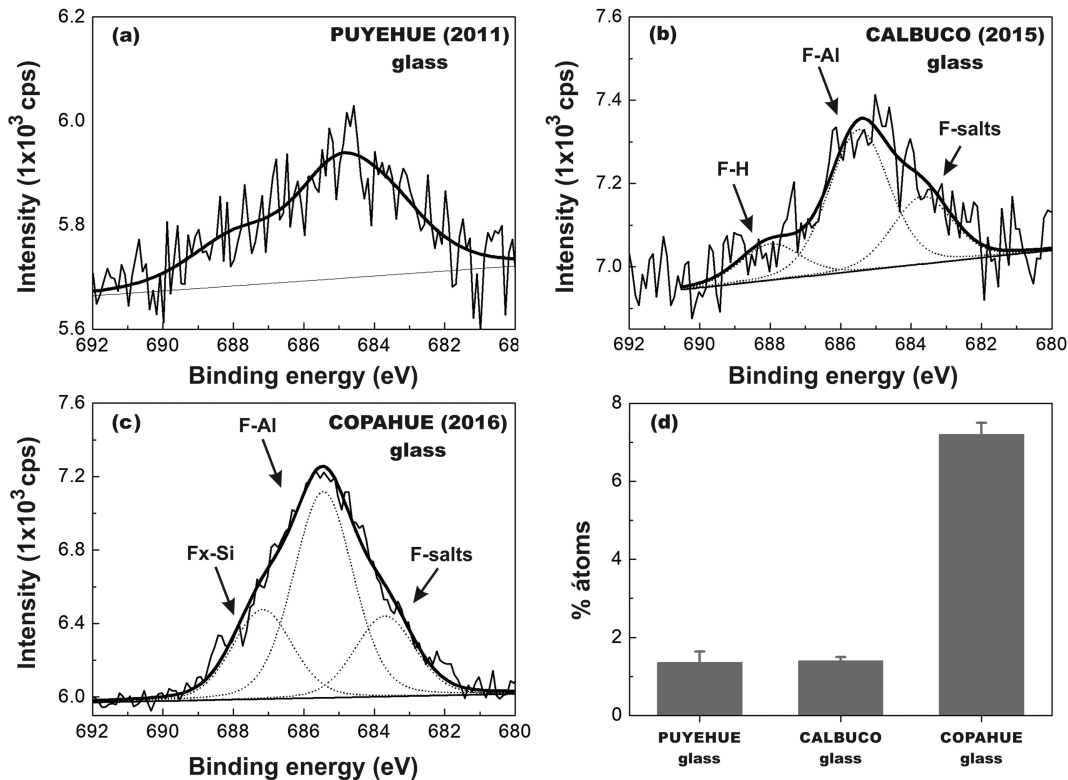 (a)
PUYEHUE (2011)
glass
Intensity (1x10³ cps)
6.2
6.0
5.8
5.6
692
690
688
686
684
682
68
Binding energy (eV)
(b)
CALBUCO (2015)
glass
F-Al
F-H
F-salts
Intensity (1x10³ cps)
7.6
7.4
7.2
7.0
692
690
688
686
684
682
680
Binding energy (eV)
(c)
COPAHUE (2016)
glass
F-Al
Fx-Si
F-salts
Intensity (1x10³ cps)
7.6
7.2
6.8
6.4
6.0
692
690
688
686
684
682
680
Binding energy (eV)
(d)
% átoms
8
6
4
2
0
PUYEHUE
glass
CALBUCO
glass
COPAHUE
glass